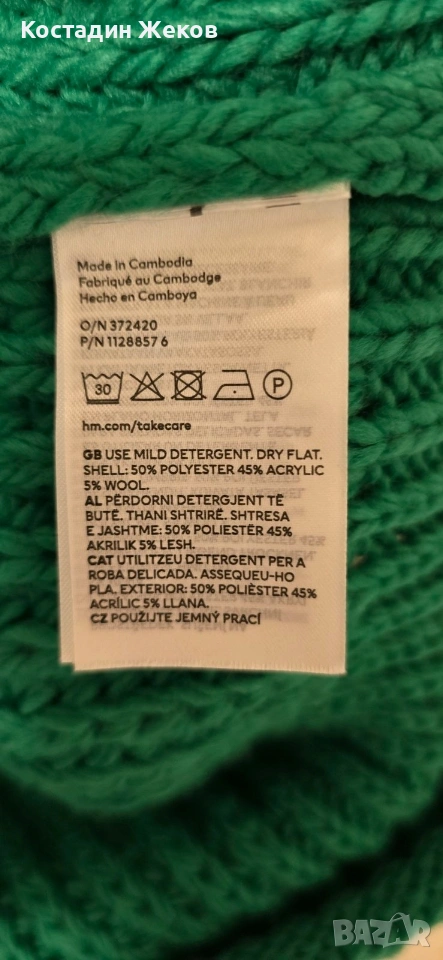 Костадин Жеков
Made in Cambodia
Fabriqué au Cambodge
Hecho en Camboya
O/N 372420
P/N 1128857 6
30
P
hm.com/takecare
GB USE MILD DETERGENT. DRY FLAT.
SHELL: 50% POLYESTER 45% ACRYLIC
5% WOOL.
AL PËRDORNI DETERGJENT TË
BUTË. THANI SHTRIRË. SHTRESA
E JASHTME: 50% POLIESTËR 45%
AKRILIK 5% LESH.
CAT UTILITZEU DETERGENT PER A
ROBA DELICADA. ASSEQUEU-HO
PLA. EXTERIOR: 50% POLIÈSTER 45%
ACRÍLIC 5% LLANA.
CZ POUŽIJTE JEMNÝ PRACÍ
BAZAR